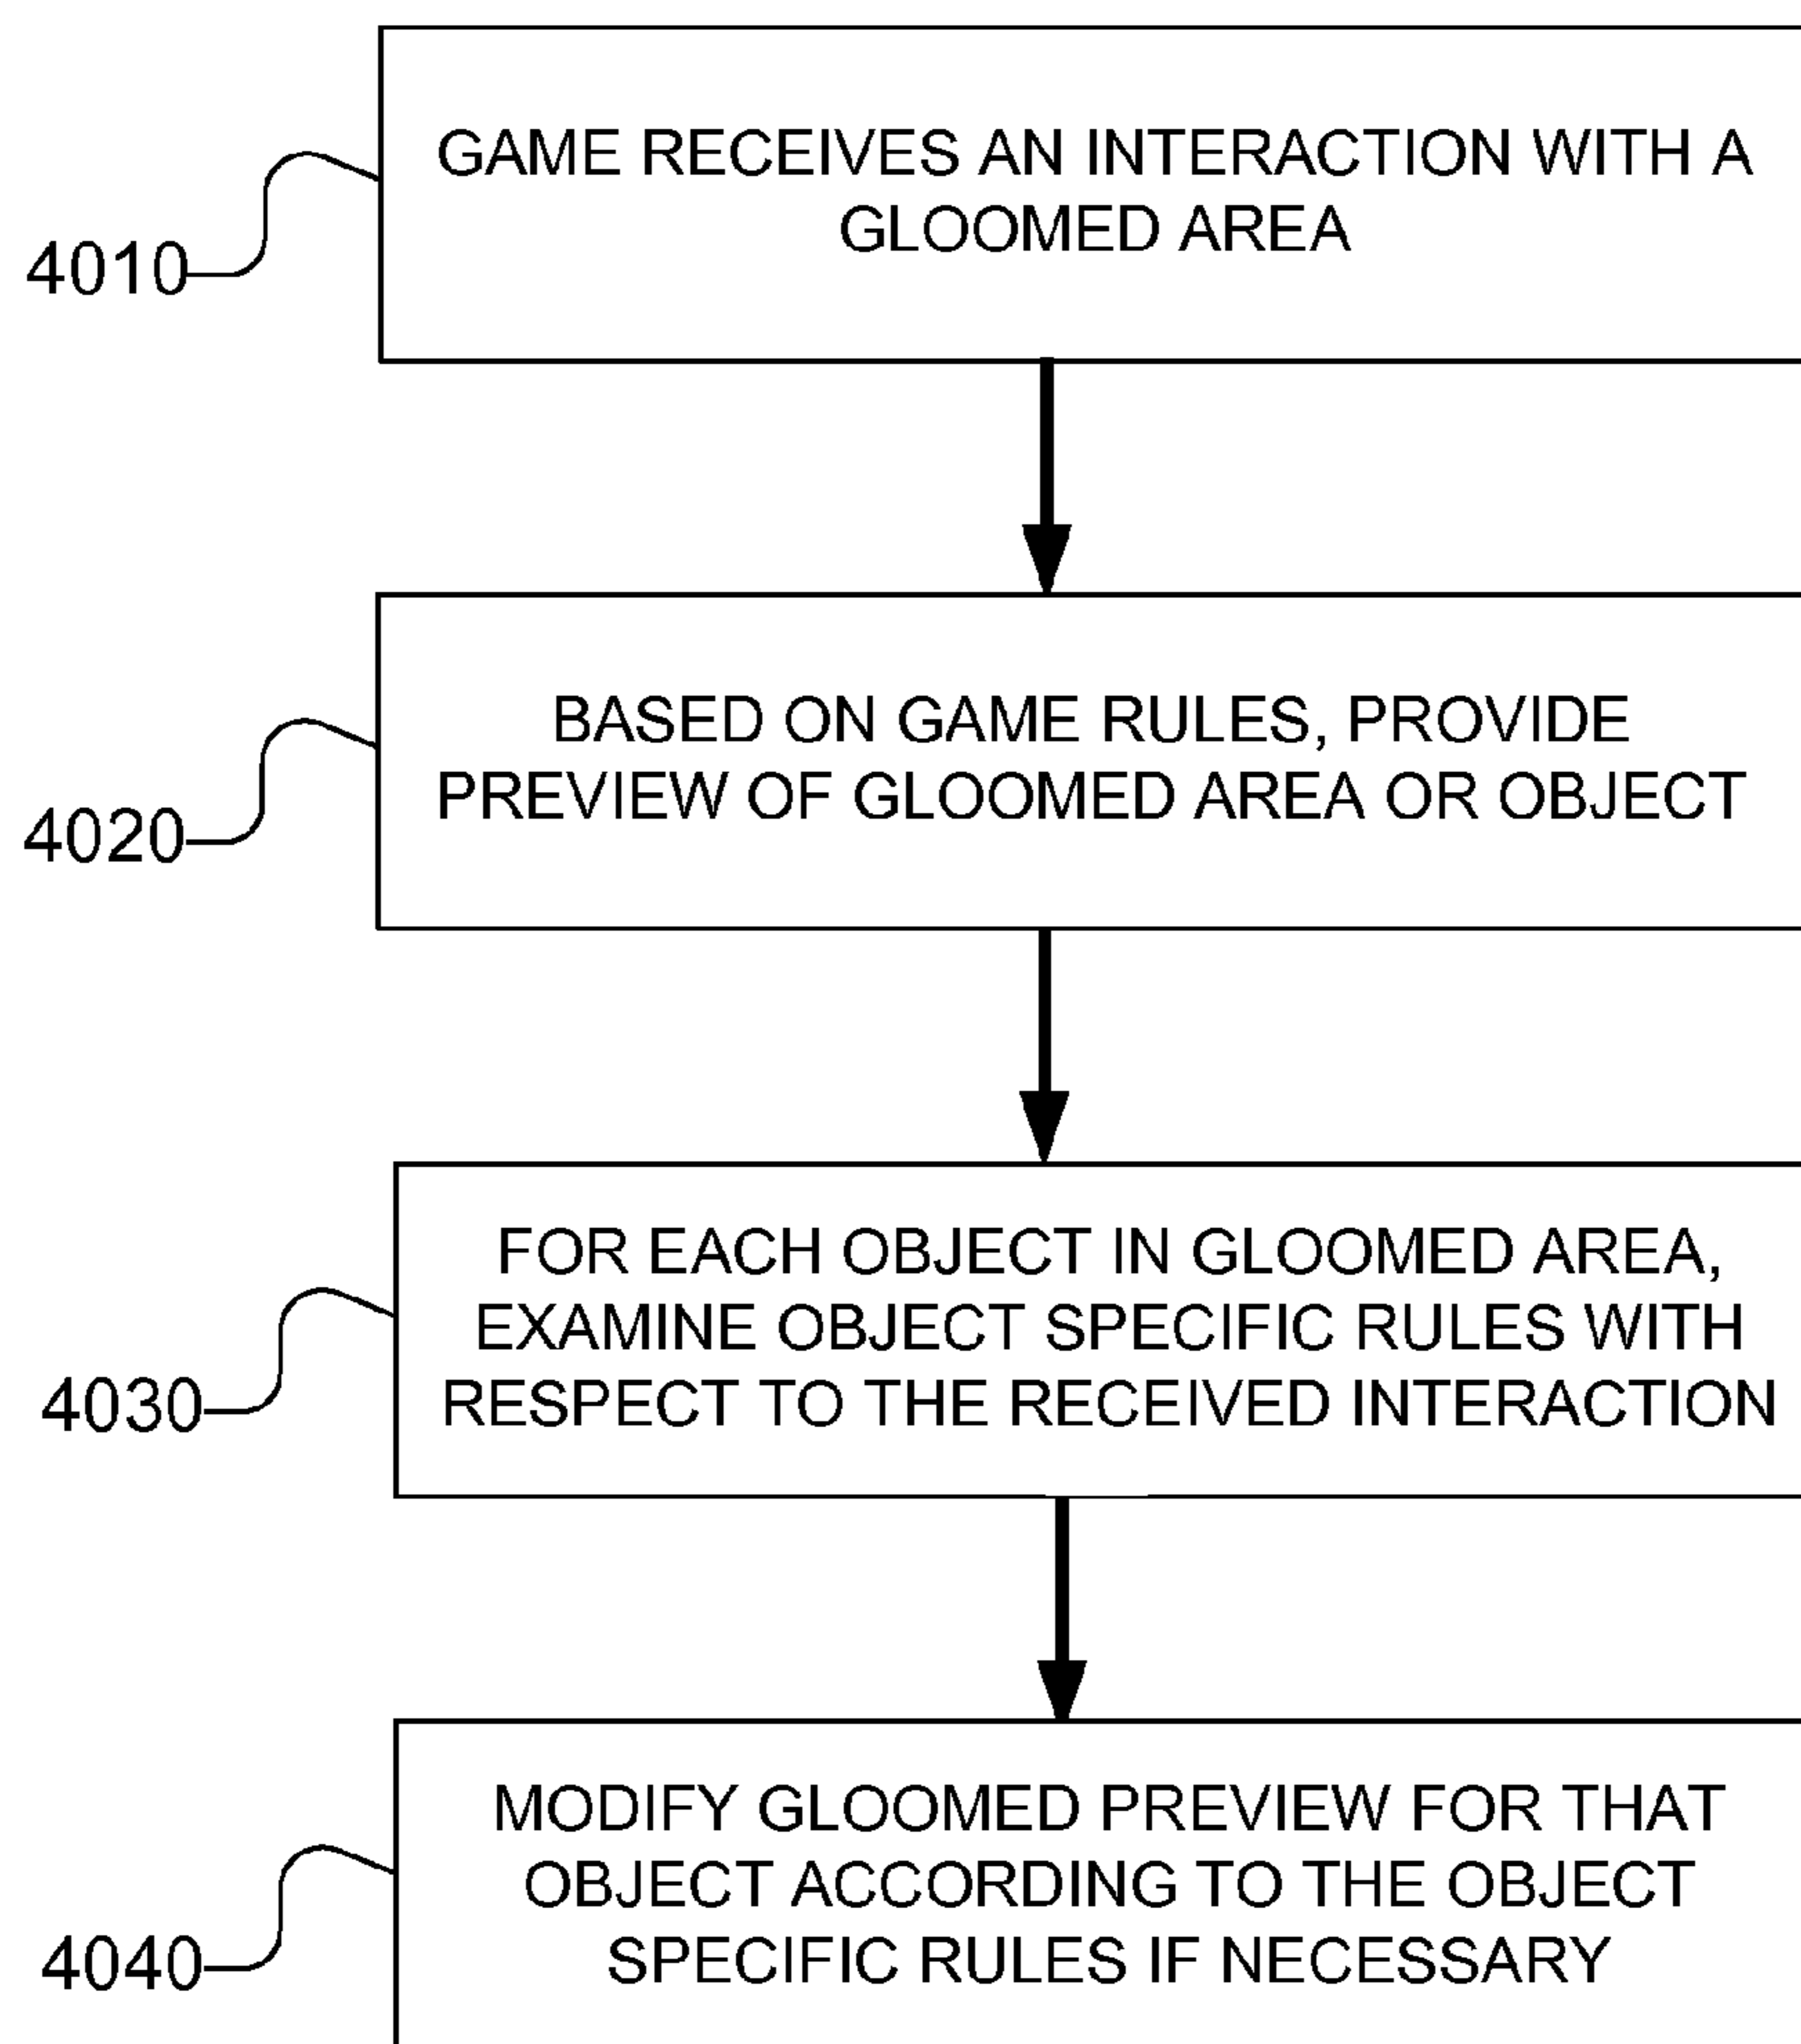 GAME RECEIVES AN INTERACTION WITH A
GLOOMED AREA
4010
BASED ON GAME RULES, PROVIDE
PREVIEW OF GLOOMED AREA OR OBJECT
4020
FOR EACH OBJECT IN GLOOMED AREA,
EXAMINE OBJECT SPECIFIC RULES WITH
RESPECT TO THE RECEIVED INTERACTION
4030
MODIFY GLOOMED PREVIEW FOR THAT
OBJECT ACCORDING TO THE OBJECT
SPECIFIC RULES IF NECESSARY
4040